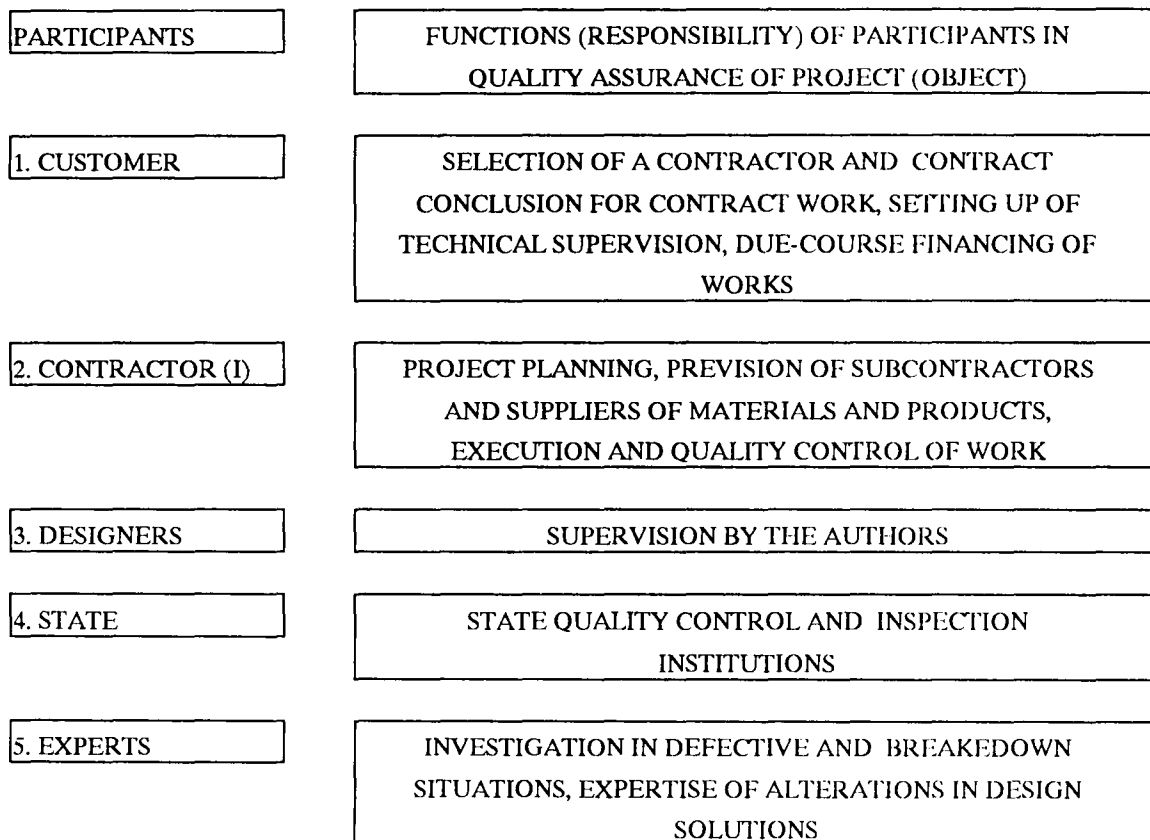 PARTICIPANTS
FUNCTIONS (RESPONSIBILITY) OF PARTICIPANTS IN
QUALITY ASSURANCE OF PROJECT (OBJECT)
1. CUSTOMER
SELECTION OF A CONTRACTOR AND CONTRACT
CONCLUSION FOR CONTRACT WORK, SETTING UP OF
TECHNICAL SUPERVISION, DUE-COURSE FINANCING OF
WORKS
2. CONTRACTOR (I)
PROJECT PLANNING, PREVISION OF SUBCONTRACTORS
AND SUPPLIERS OF MATERIALS AND PRODUCTS,
EXECUTION AND QUALITY CONTROL OF WORK
3. DESIGNERS
SUPERVISION BY THE AUTHORS
4. STATE
STATE QUALITY CONTROL AND INSPECTION
INSTITUTIONS
5. EXPERTS
INVESTIGATION IN DEFECTIVE AND BREAKEDOWN
SITUATIONS, EXPERTISE OF ALTERATIONS IN DESIGN
SOLUTIONS